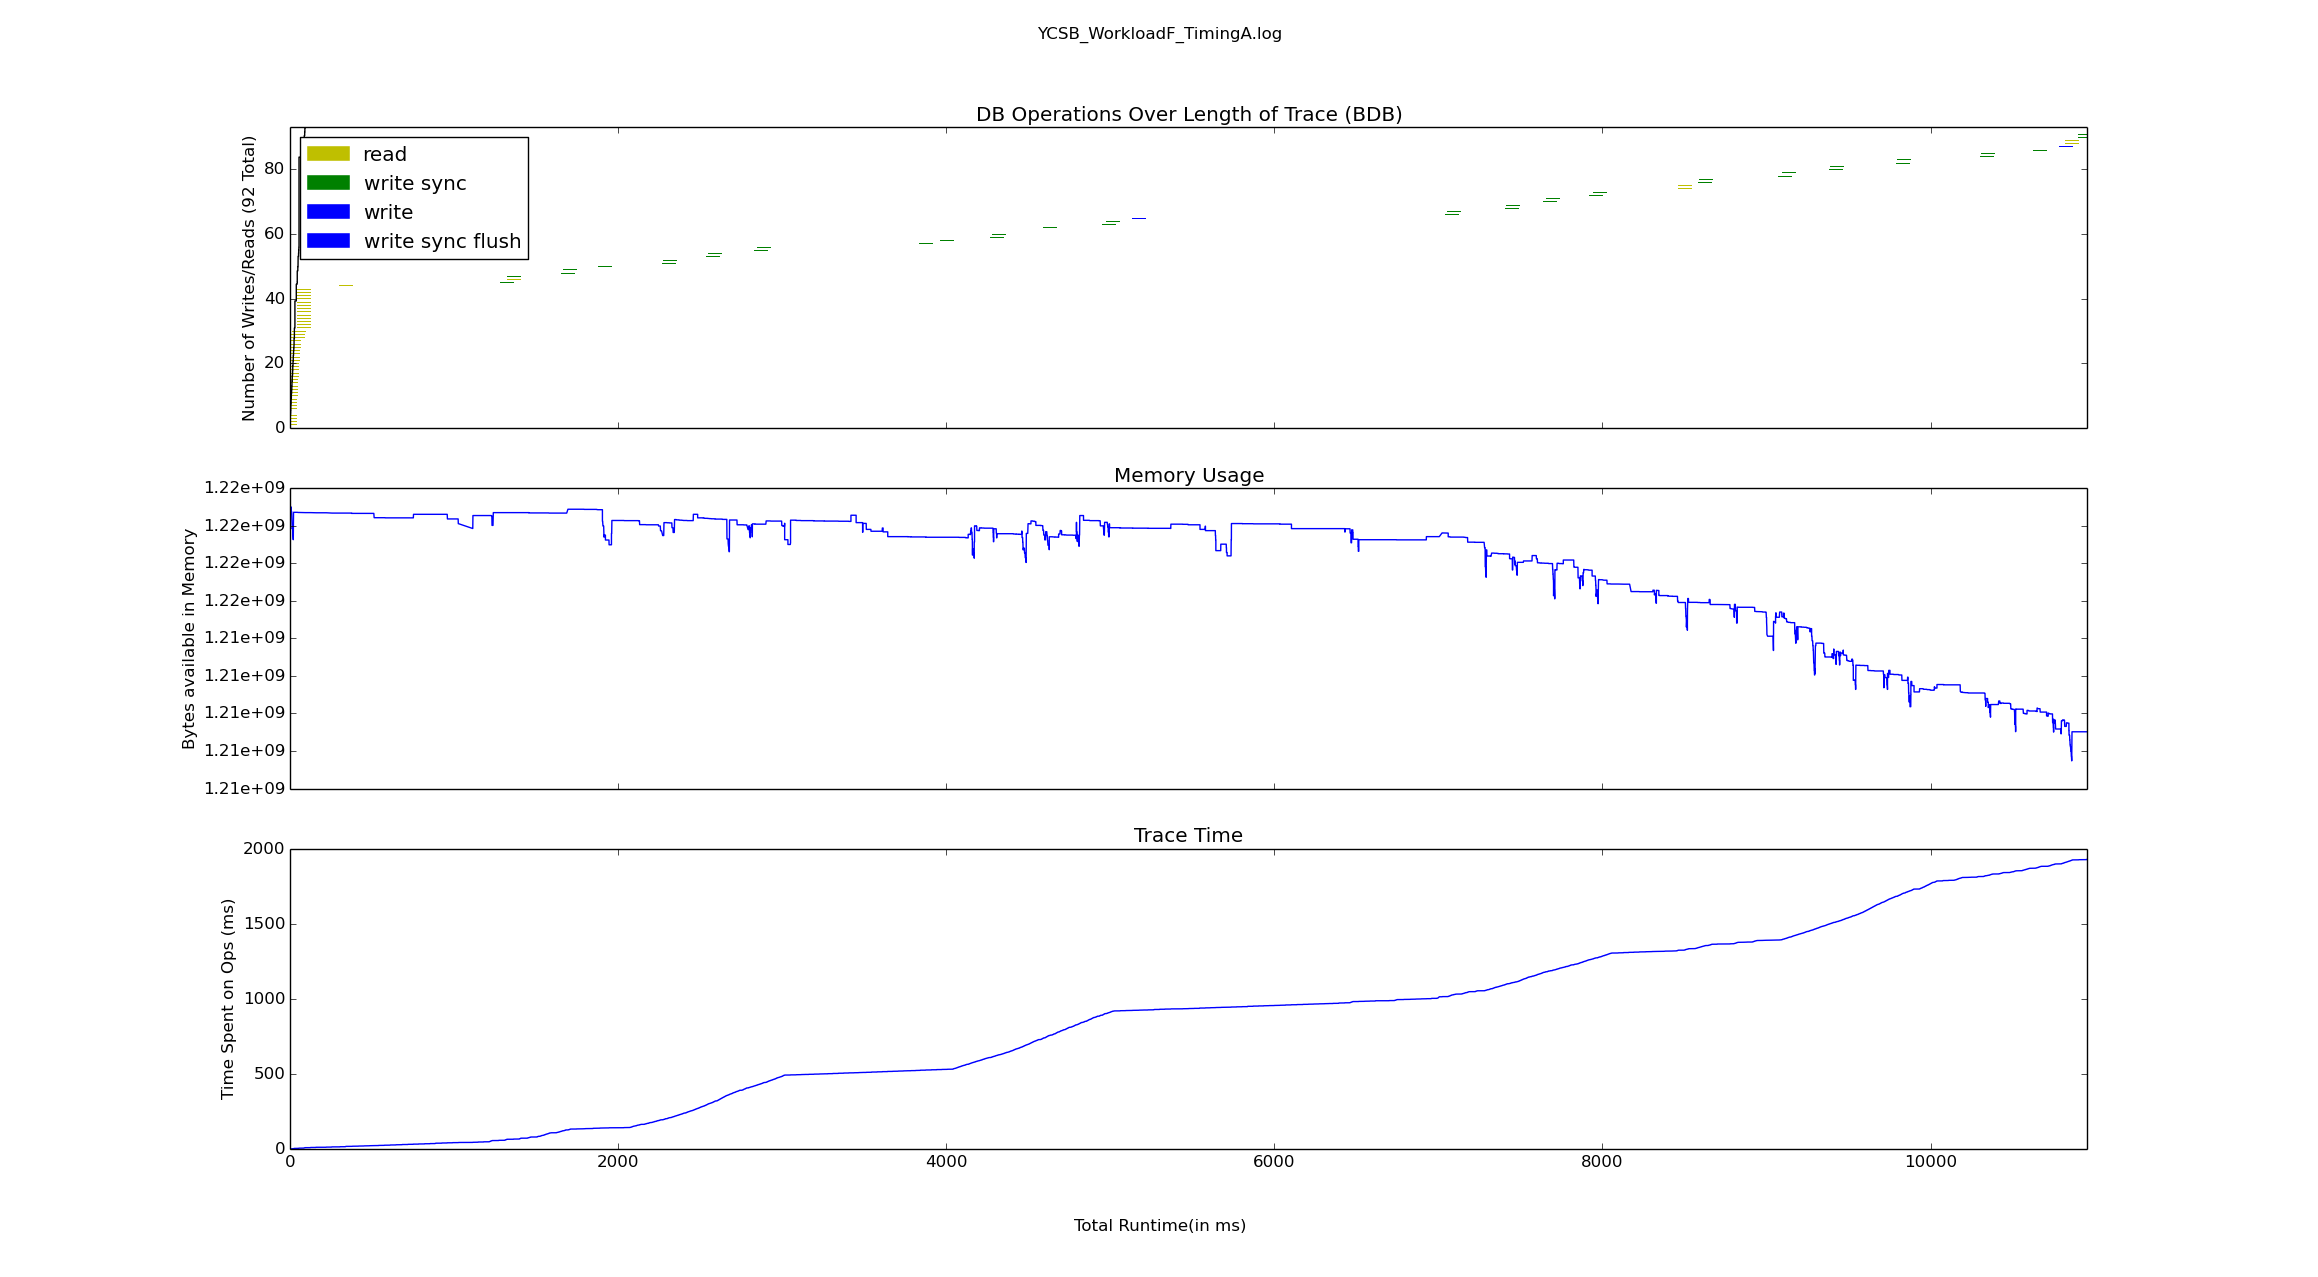 YCSB_WorkloadF_TimingA.log
DB Operations Over Length of Trace (BDB)
Number of Writes/Reads (92 Total)
80
60
40
20
0
read
write sync
write
write sync flush
Memory Usage
Bytes available in Memory
1.22e+09
1.22e+09
1.22e+09
1.22e+09
1.21e+09
1.21e+09
1.21e+09
1.21e+09
1.21e+09
Trace Time
Time Spent on Ops (ms)
2000
1500
1000
500
0
0 2000 4000 6000 8000 10000
Total Runtime(in ms)